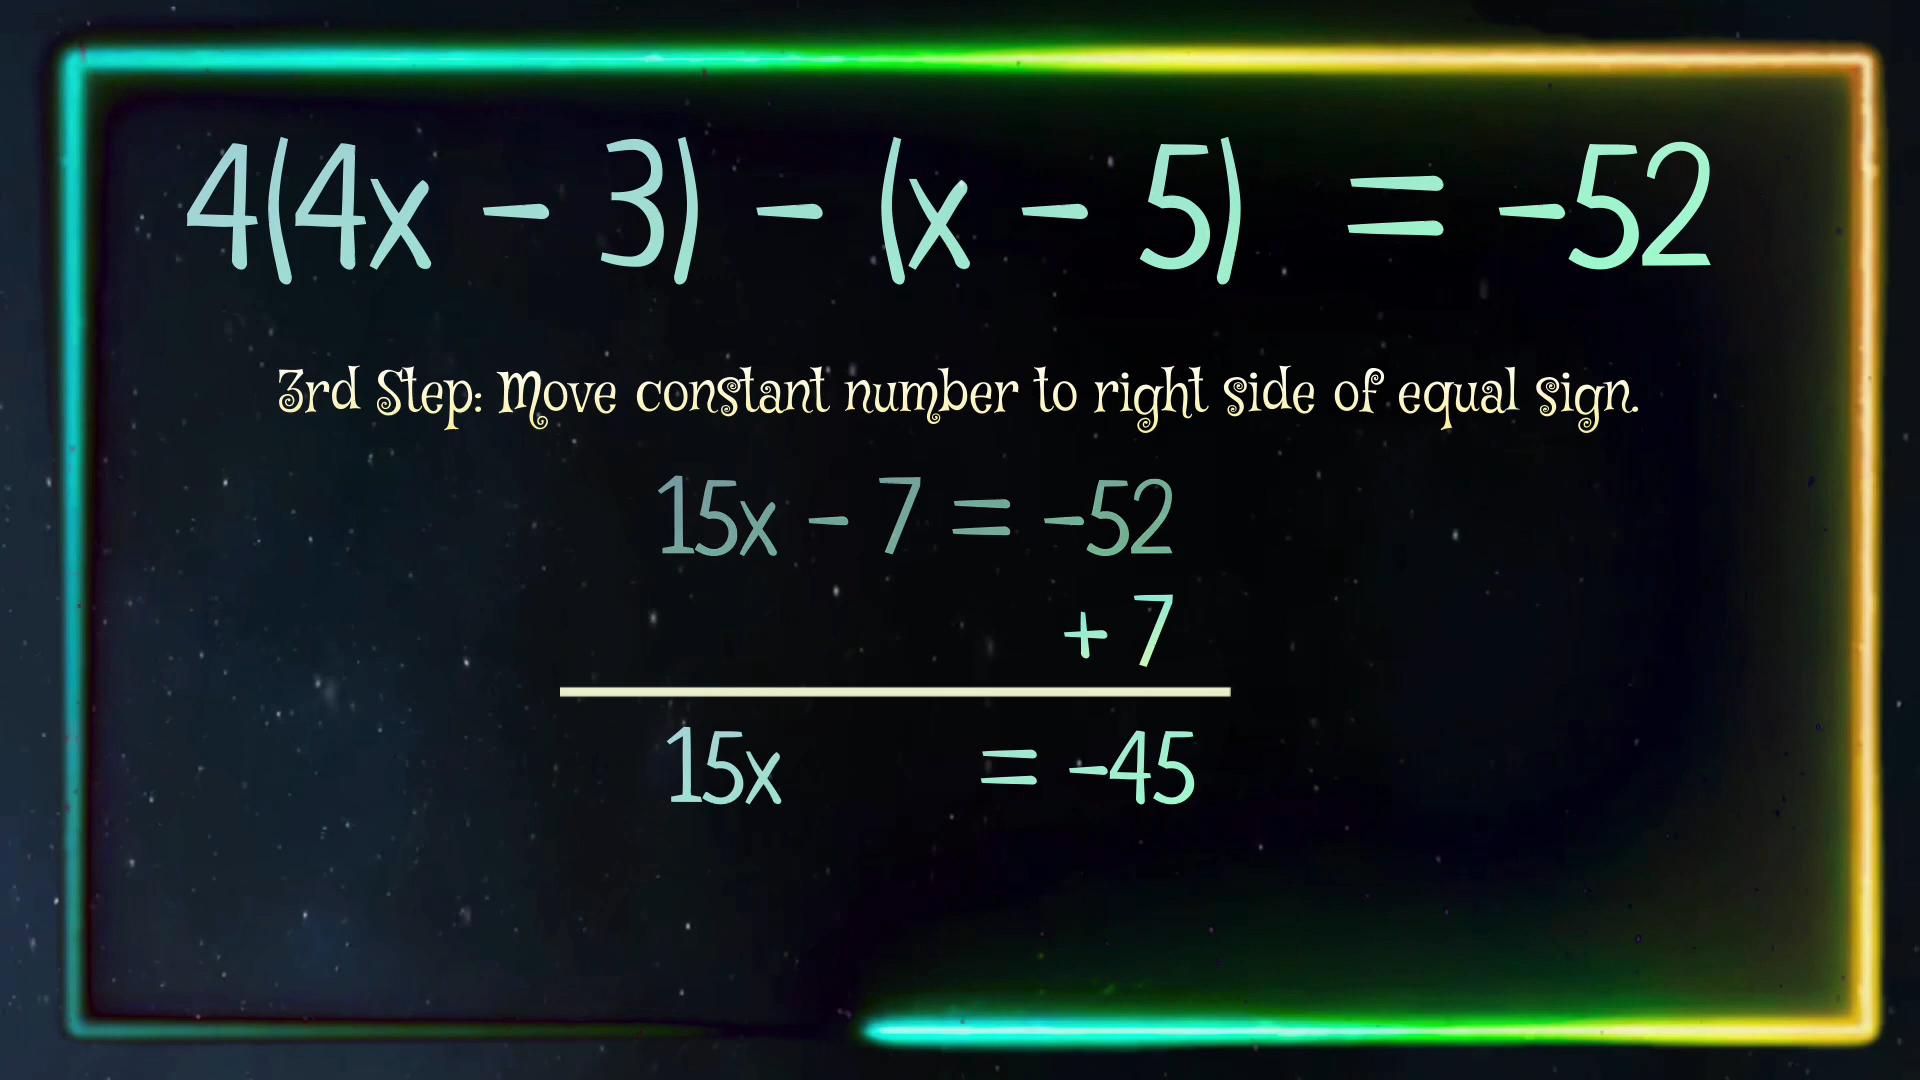 4(4x − 3) − (x − 5) = -52
3rd Step: Move constant number to right side of equal sign.
15x − 7 = -52
+ 7
15x = -45